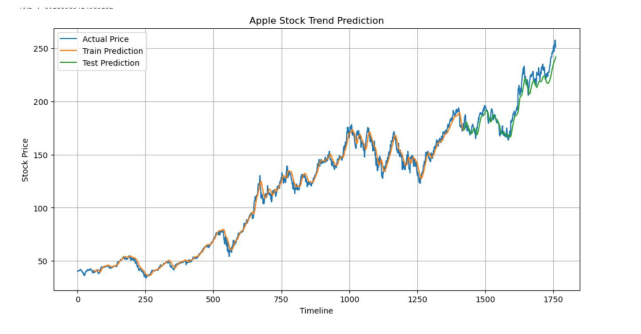 Apple Stock Trend Prediction
Actual Price
Train Prediction
Test Prediction
250
200
150
100
50
Stock Price
0 250 500 750 1000 1250 1500 1750
Timeline